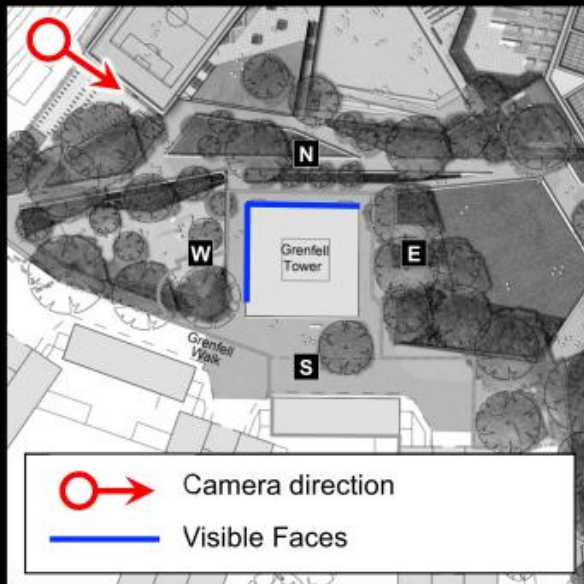 N
W
Grenfell
Tower
E
Grenfell
Walk
S
Camera direction
Visible Faces